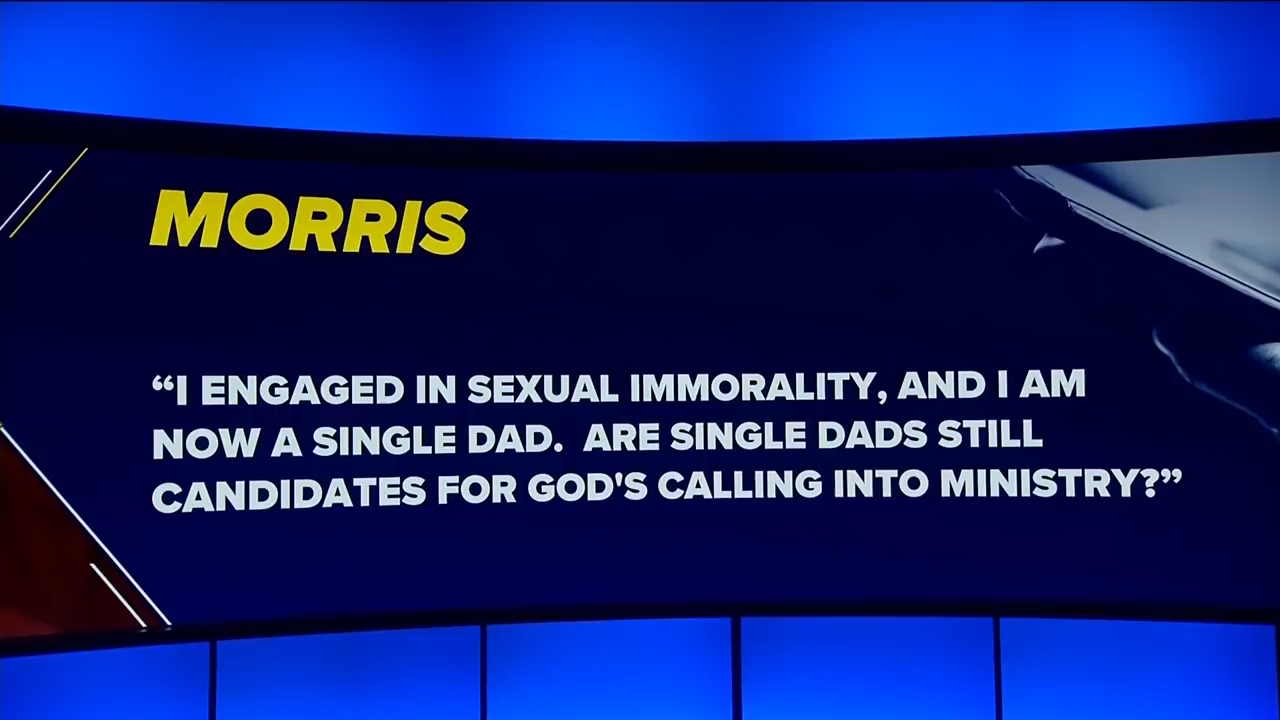 MORRIS
“I ENGAGED IN SEXUAL IMMORALITY, AND I AM
NOW A SINGLE DAD.  ARE SINGLE DADS STILL
CANDIDATES FOR GOD'S CALLING INTO MINISTRY?”